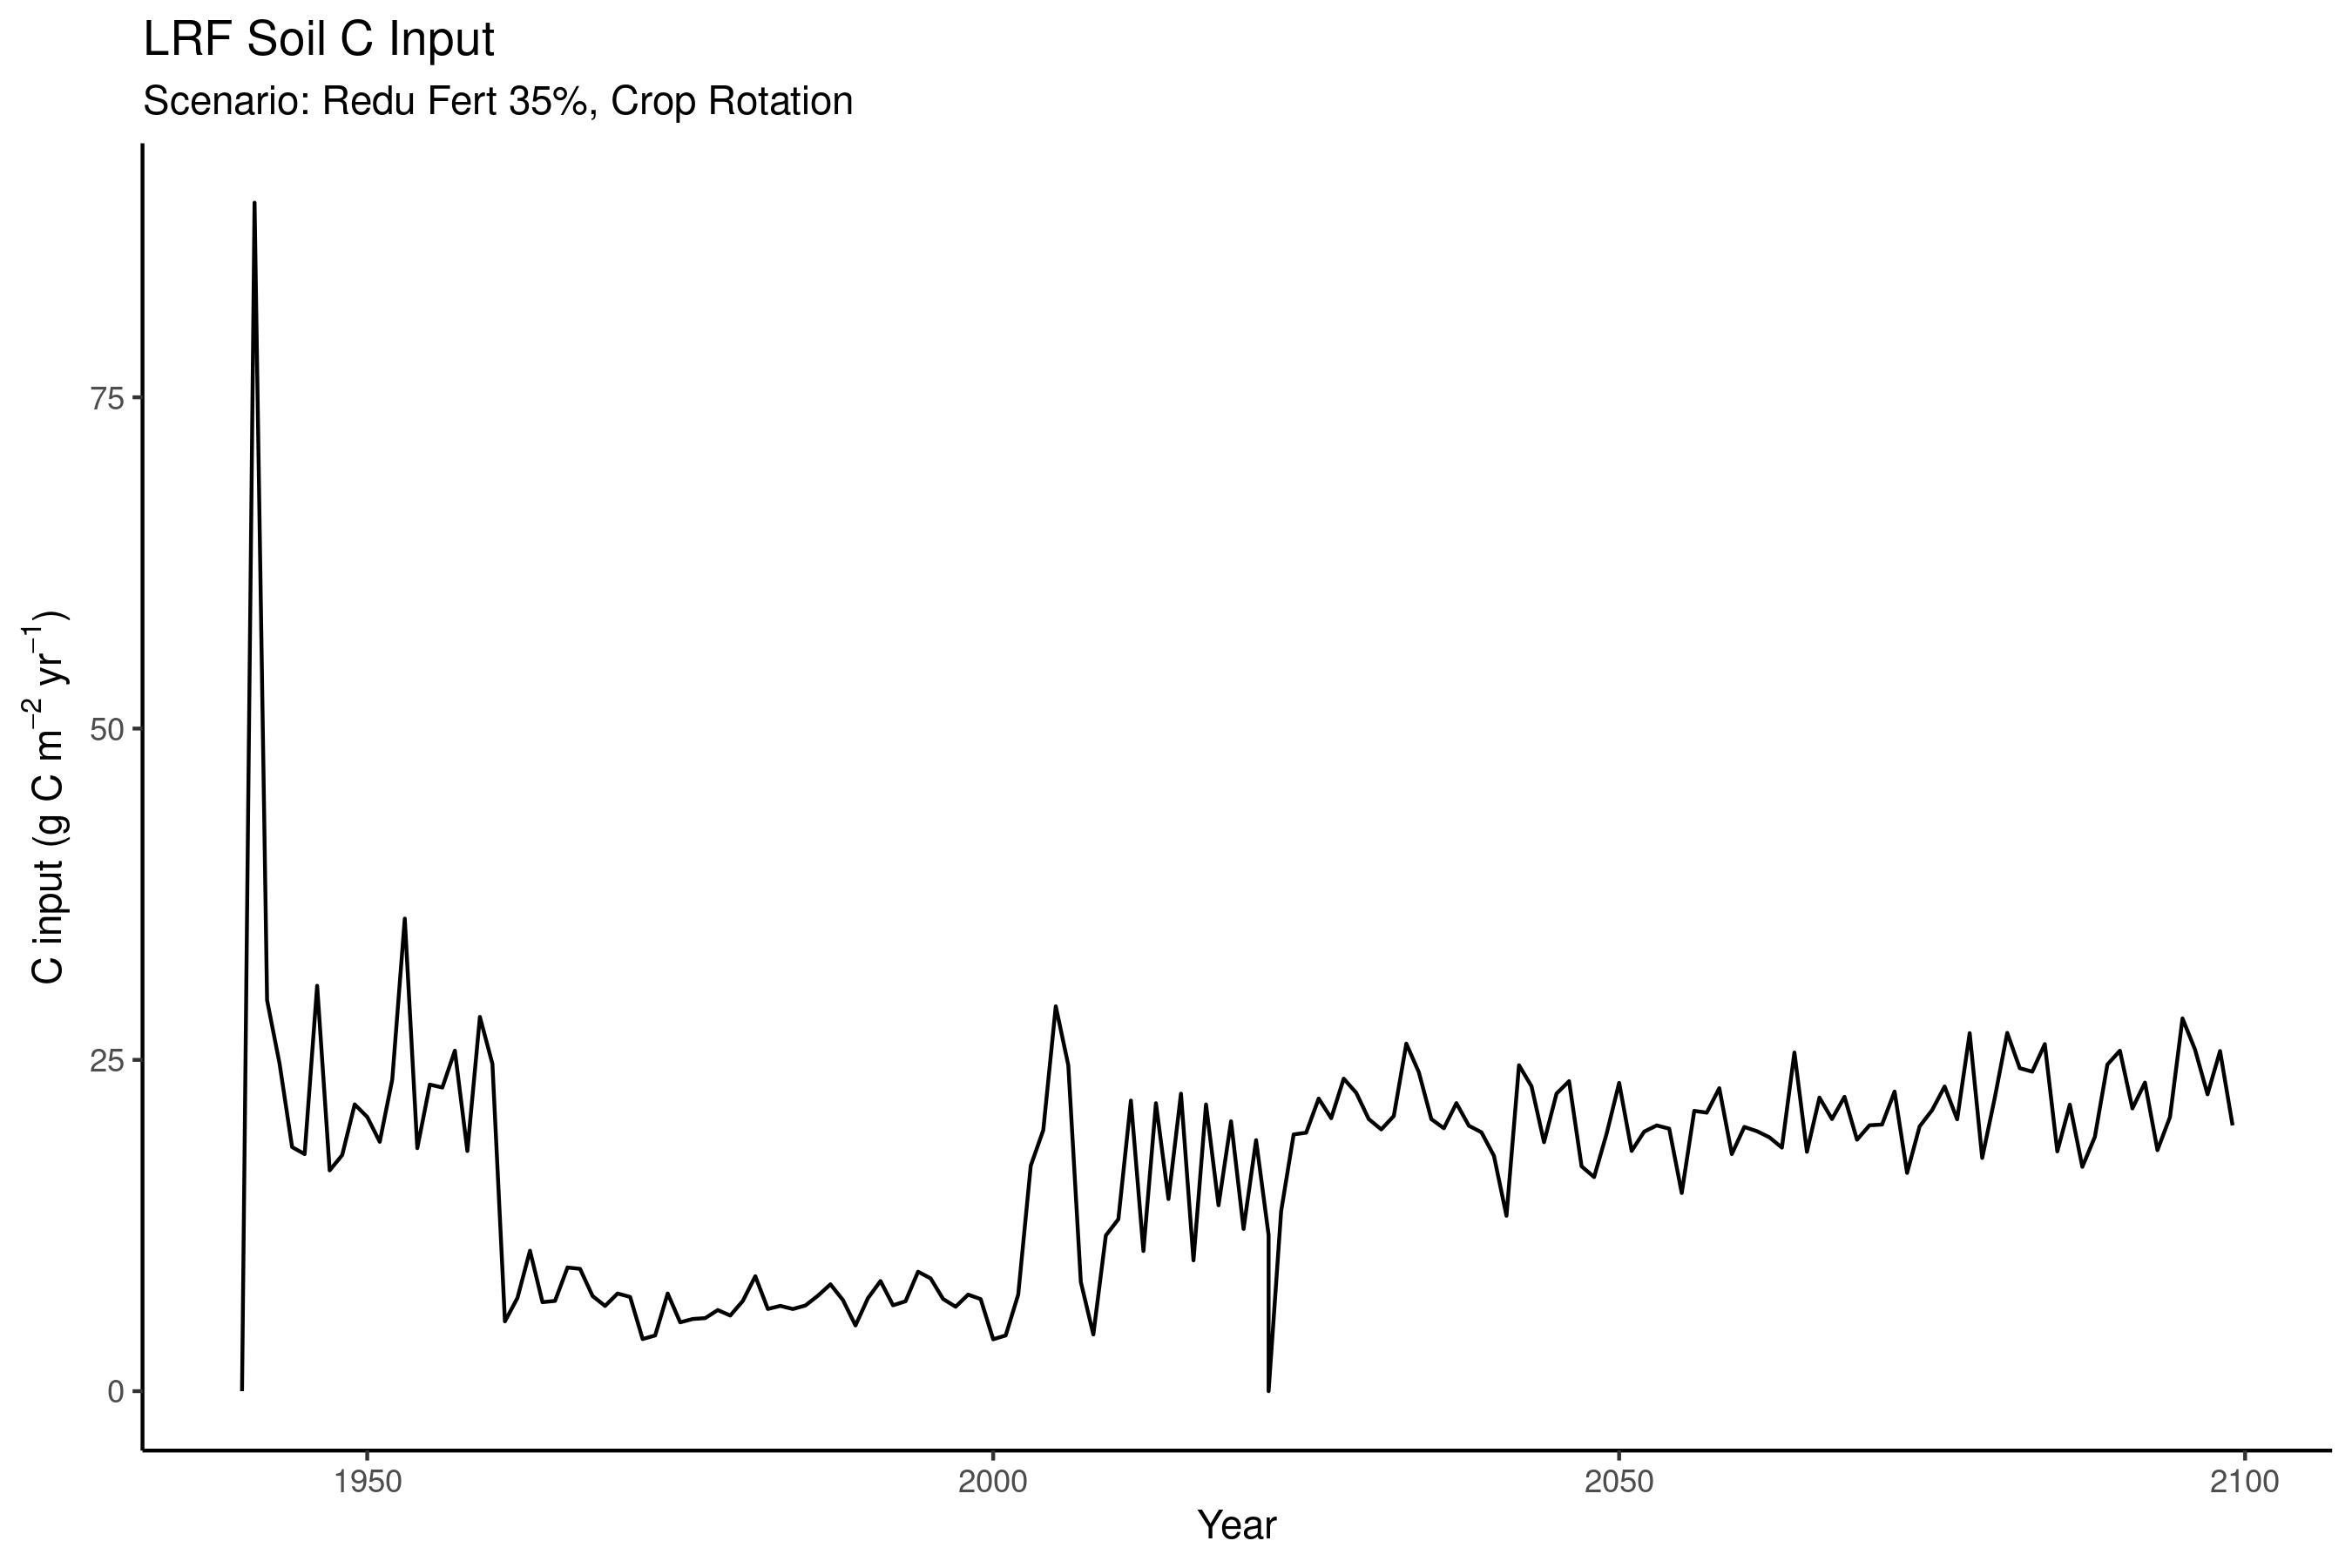 LRF Soil C Input
Scenario: Redu Fert 35%, Crop Rotation
75
50
25
0
C input (g C m⁻² yr⁻¹)
1950
2000
2050
2100
Year